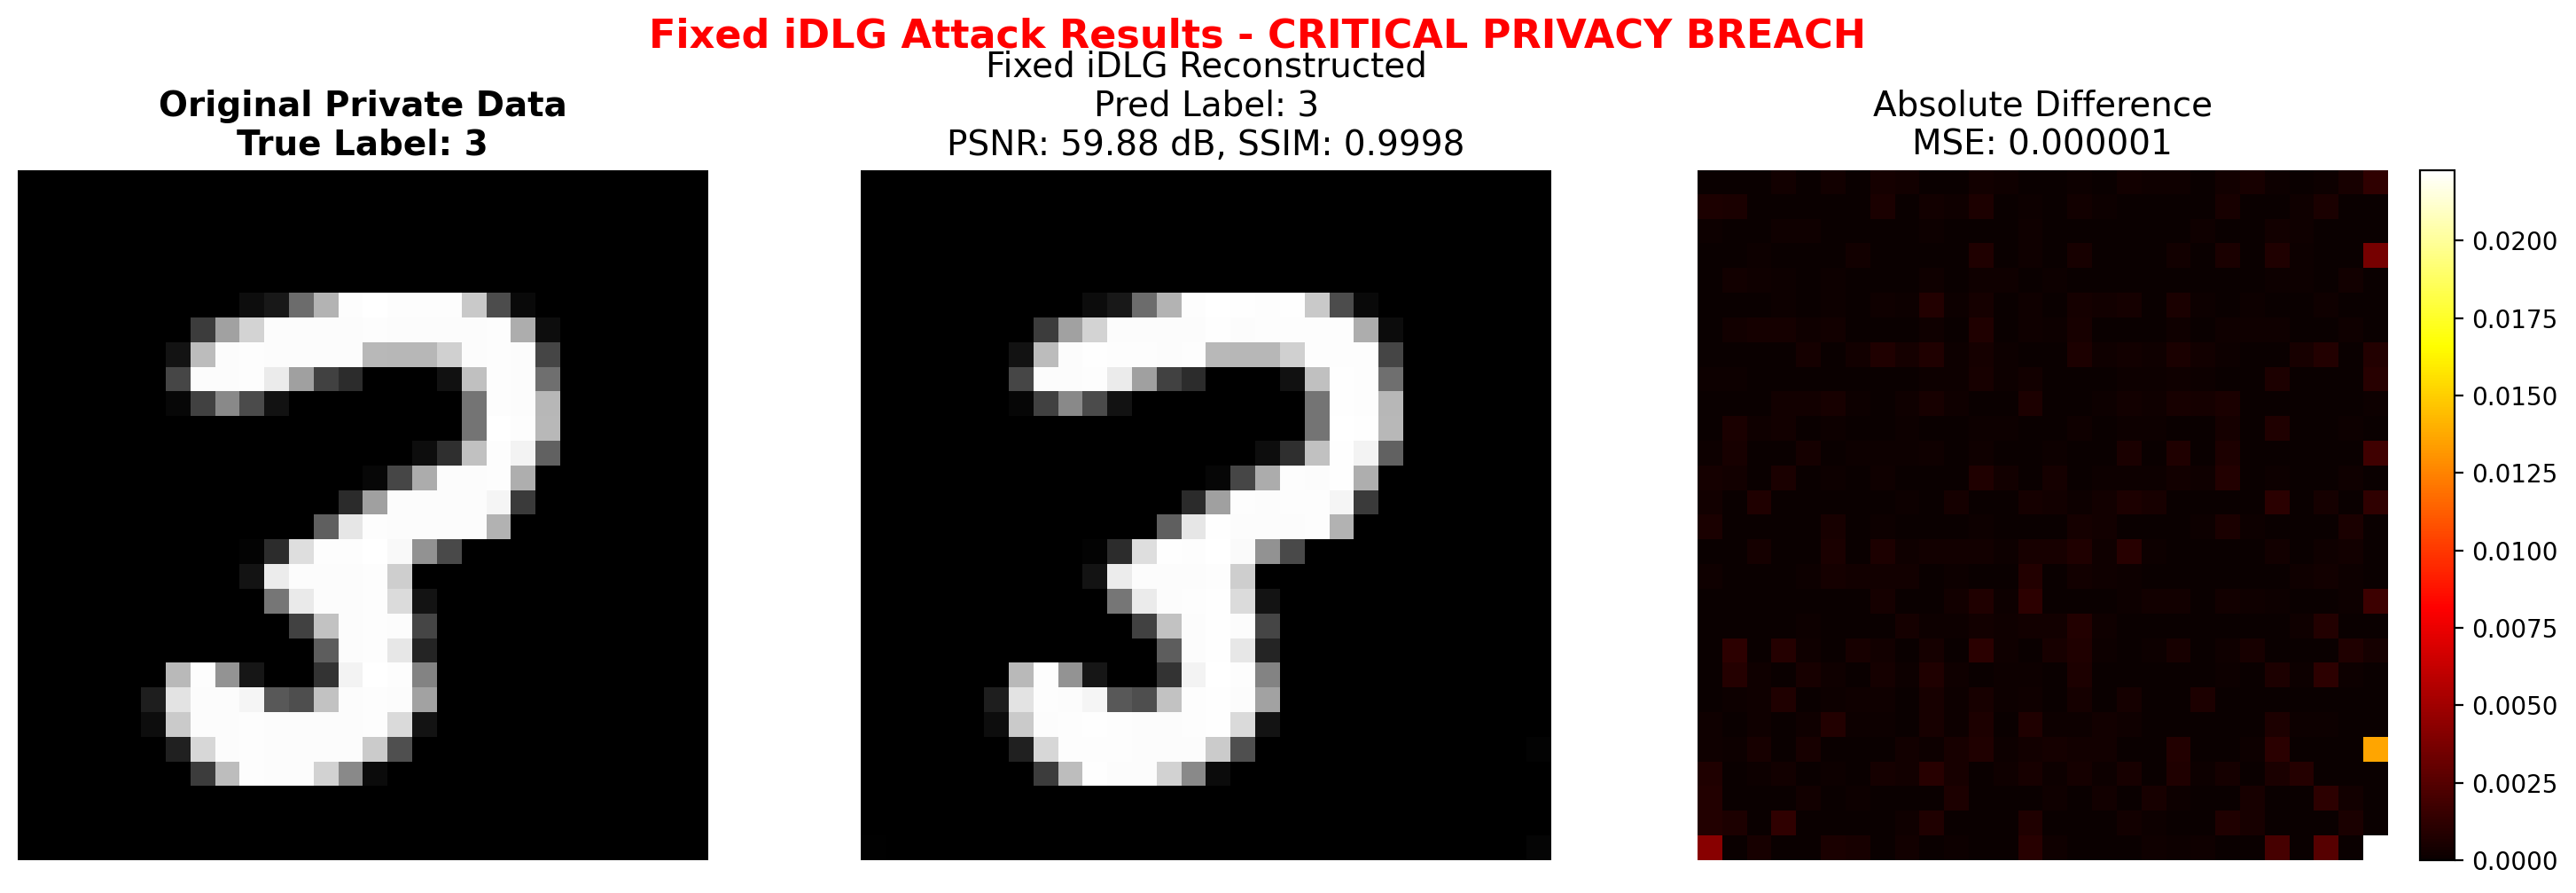 Fixed iDLG Attack Results - CRITICAL PRIVACY BREACH
Original Private Data
True Label: 3
Fixed iDLG Reconstructed
Pred Label: 3
PSNR: 59.88 dB, SSIM: 0.9998
Absolute Difference
MSE: 0.000001
3
3
0.0200
0.0175
0.0150
0.0125
0.0100
0.0075
0.0050
0.0025
0.0000